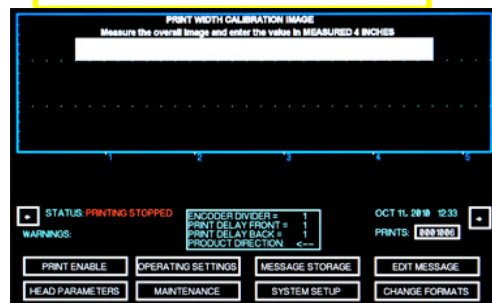 PRINT WIDTH CALIBRATION IMAGE
Measure the overall image and enter the value in MEASURED 4 INCHES
1 2 3 4 5
STATUS: PRINTING STOPPED
WARNINGS:
ENCODER DIVIDER = 1
PRINT DELAY FRONT = 1
PRINT DELAY BACK = 1
PRODUCT DIRECTION: <--
OCT 11, 2010 12:33
PRINTS: 0001006
PRINT ENABLE OPERATING SETTINGS MESSAGE STORAGE EDIT MESSAGE
HEAD PARAMETERS MAINTENANCE SYSTEM SETUP CHANGE FORMATS